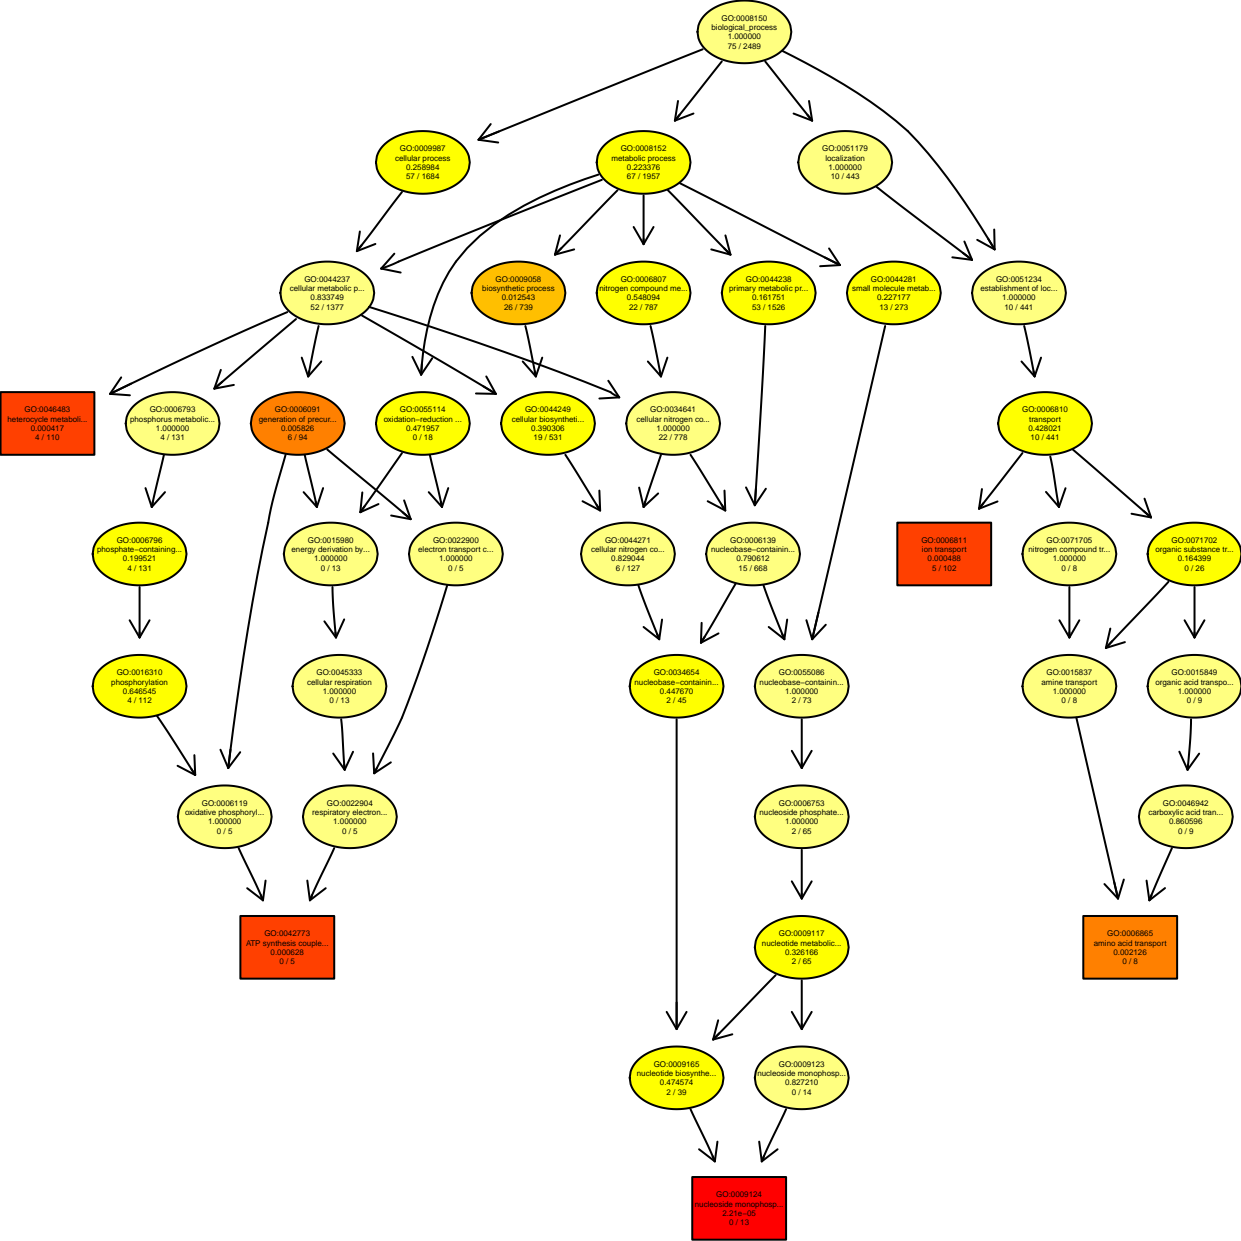 GO:0008150
biological_process
1.000000
75 / 2489
GO:0009987
cellular process
0.258984
57 / 1684
GO:0008152
metabolic process
0.223376
67 / 1957
GO:0051179
localization
1.000000
10 / 443
GO:0044237
cellular metabolic p...
0.833749
52 / 1377
GO:0009058
biosynthetic process
0.012543
26 / 739
GO:0006807
nitrogen compound me...
0.548094
22 / 787
GO:0044238
primary metabolic pr...
0.161751
53 / 1526
GO:0044281
small molecule metab...
0.227177
13 / 273
GO:0051234
establishment of loc...
1.000000
10 / 441
GO:0046483
heterocycle metaboli...
0.000417
4 / 110
GO:0006793
phosphorus metabolic...
1.000000
4 / 131
GO:0006091
generation of precur...
0.005826
6 / 94
GO:0055114
oxidation−reduction ...
0.471957
0 / 18
GO:0044249
cellular biosyntheti...
0.390306
19 / 531
GO:0034641
cellular nitrogen co...
1.000000
22 / 778
GO:0006810
transport
0.428021
10 / 441
GO:0006796
phosphate−containing...
0.199521
4 / 131
GO:0015980
energy derivation by...
1.000000
0 / 13
GO:0022900
electron transport c...
1.000000
0 / 5
GO:0044271
cellular nitrogen co...
0.829044
6 / 127
GO:0006139
nucleobase−containin...
0.790612
15 / 668
GO:0006811
ion transport
0.000488
5 / 102
GO:0071705
nitrogen compound tr...
1.000000
0 / 8
GO:0071702
organic substance tr...
0.164399
0 / 26
GO:0016310
phosphorylation
0.646545
4 / 112
GO:0045333
cellular respiration
1.000000
0 / 13
GO:0034654
nucleobase−containin...
0.447670
2 / 45
GO:0055086
nucleobase−containin...
1.000000
2 / 73
GO:0015837
amine transport
1.000000
0 / 8
GO:0015849
organic acid transpo...
1.000000
0 / 9
GO:0006119
oxidative phosphoryl...
1.000000
0 / 5
GO:0022904
respiratory electron...
1.000000
0 / 5
GO:0006753
nucleoside phosphate...
1.000000
2 / 65
GO:0046942
carboxylic acid tran...
0.860596
0 / 9
GO:0042773
ATP synthesis couple...
0.000628
0 / 5
GO:0009117
nucleotide metabolic...
0.326166
2 / 65
GO:0006865
amino acid transport
0.002126
0 / 8
GO:0009165
nucleotide biosynthe...
0.474574
2 / 39
GO:0009123
nucleoside monophosp...
0.827210
0 / 14
GO:0009124
nucleoside monophosp...
2.21e−05
0 / 13